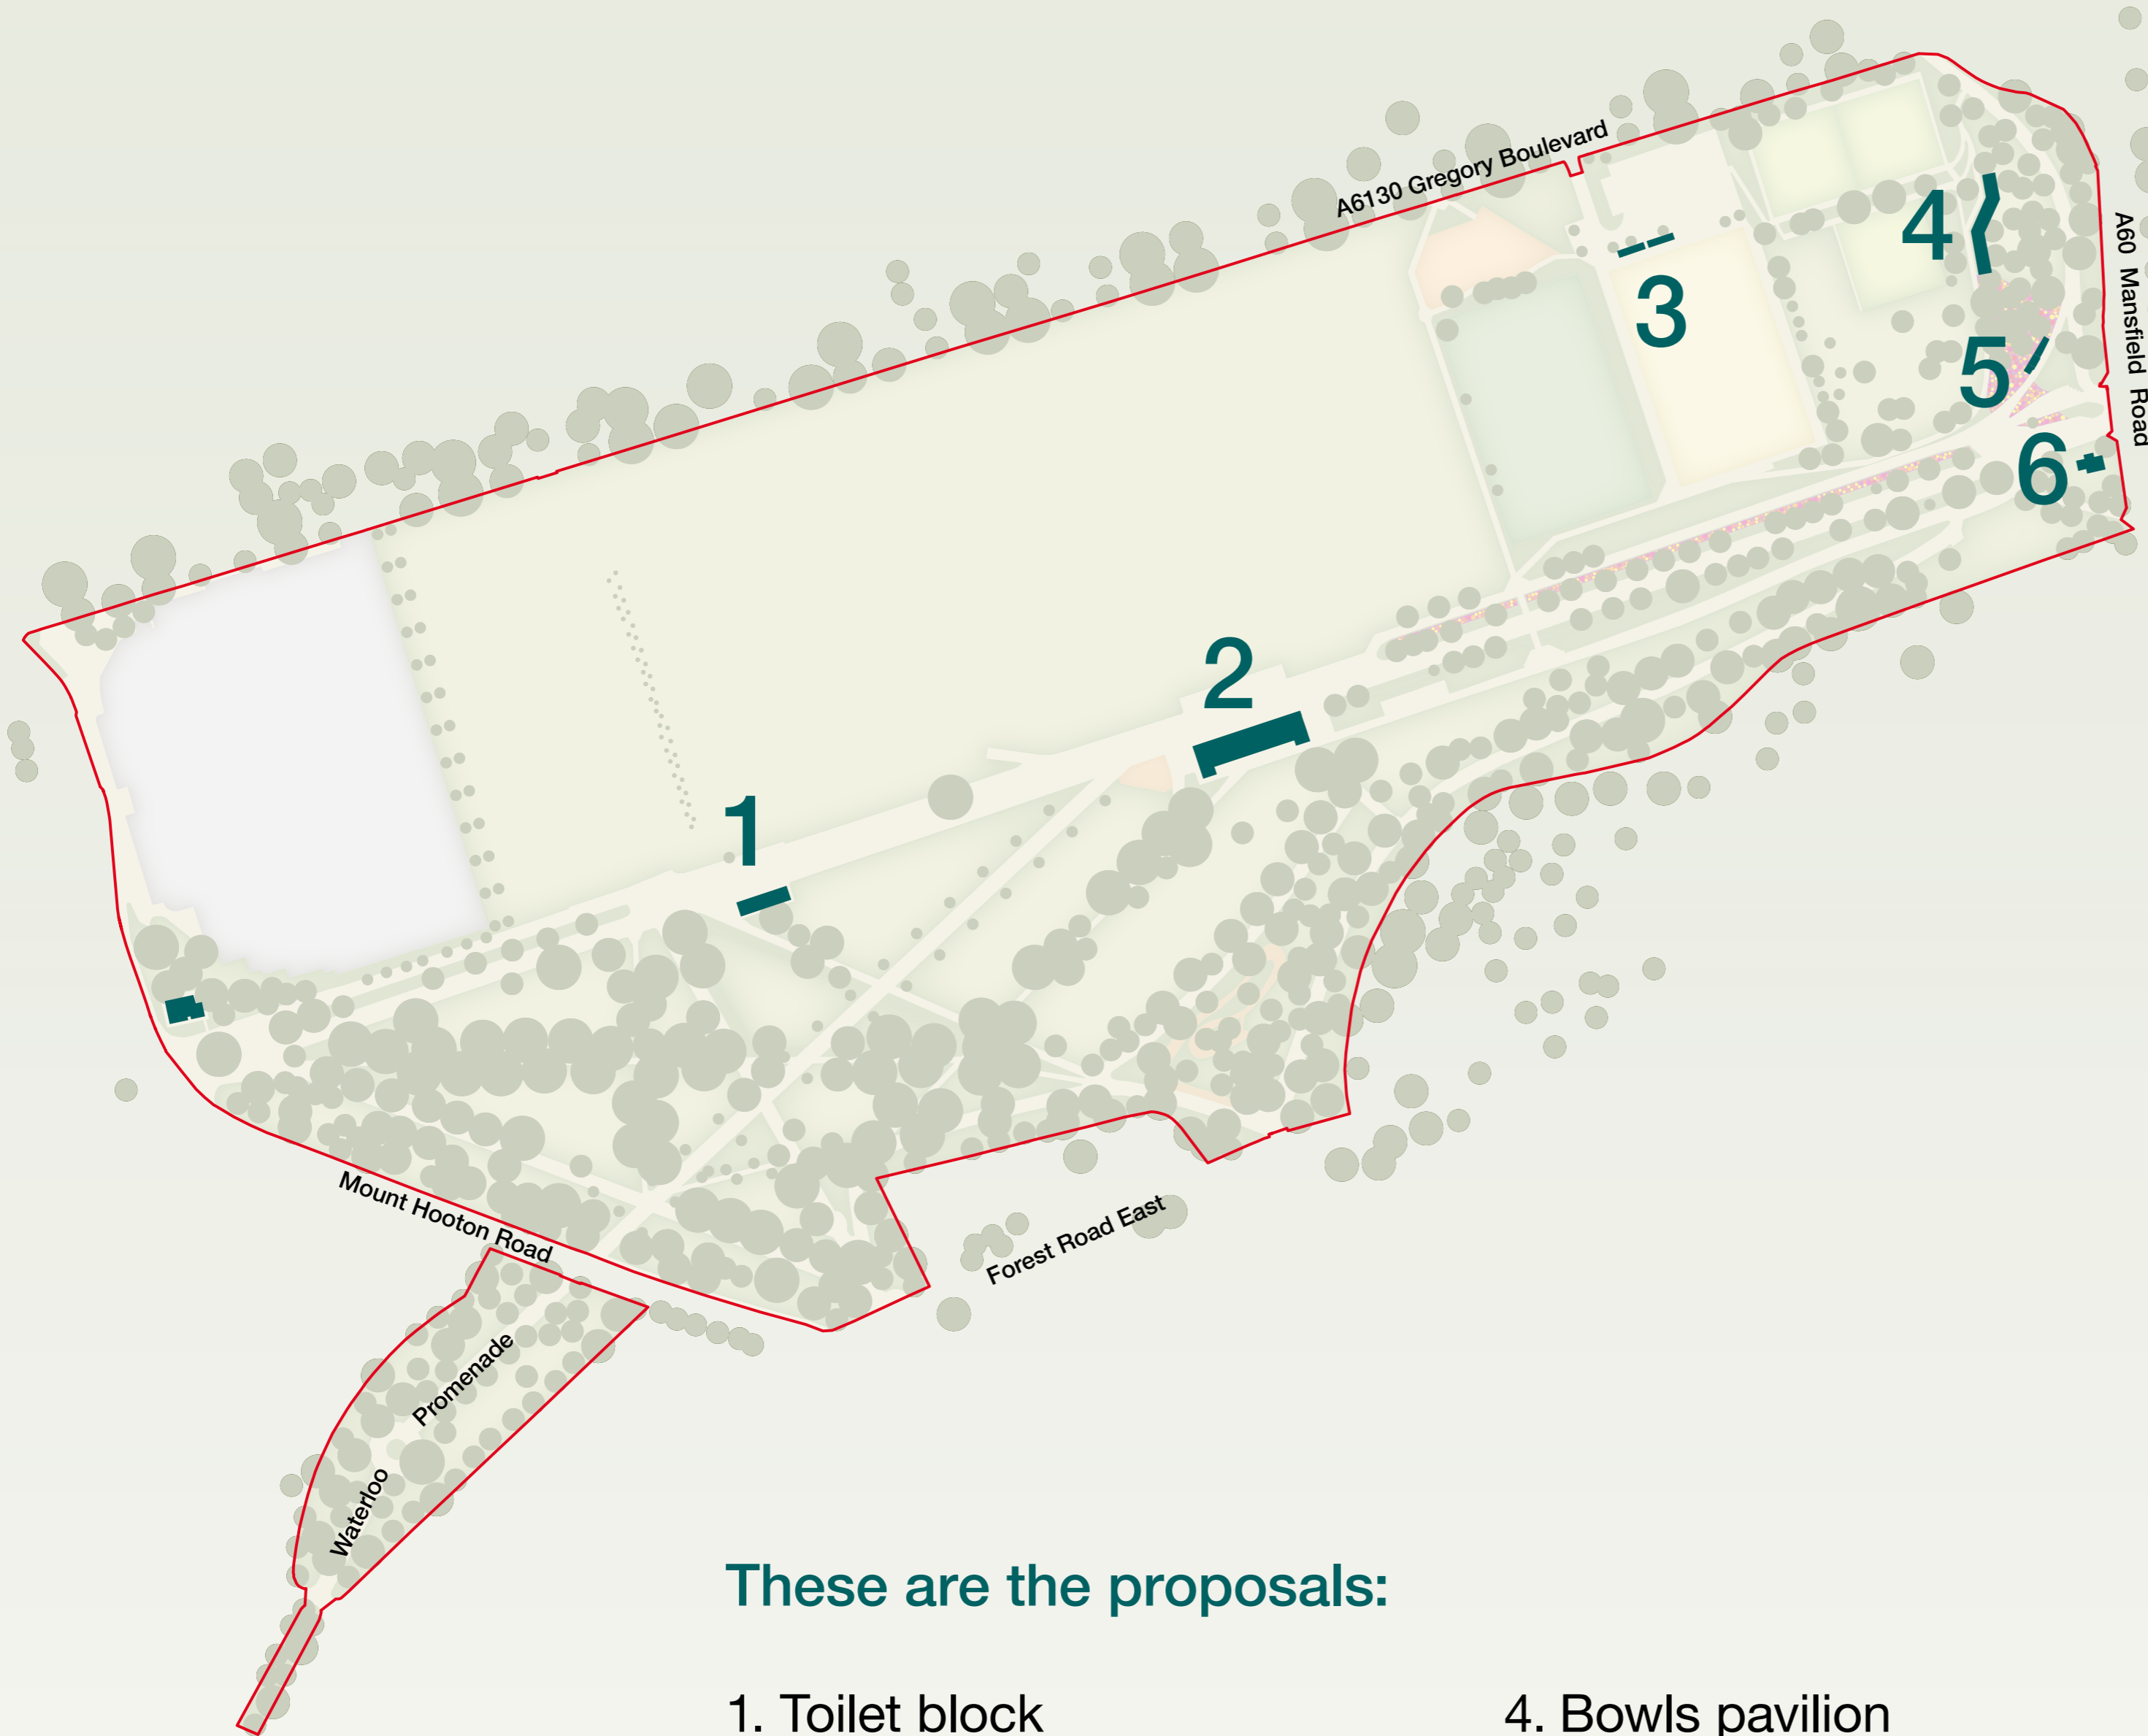 A6130 Gregory Boulevard
4
A60 Mansfield Road
3
5
6
2
1
Mount Hooton Road
Forest Road East
Promenade
Waterloo
These are the proposals:
1. Toilet block
4. Bowls pavilion